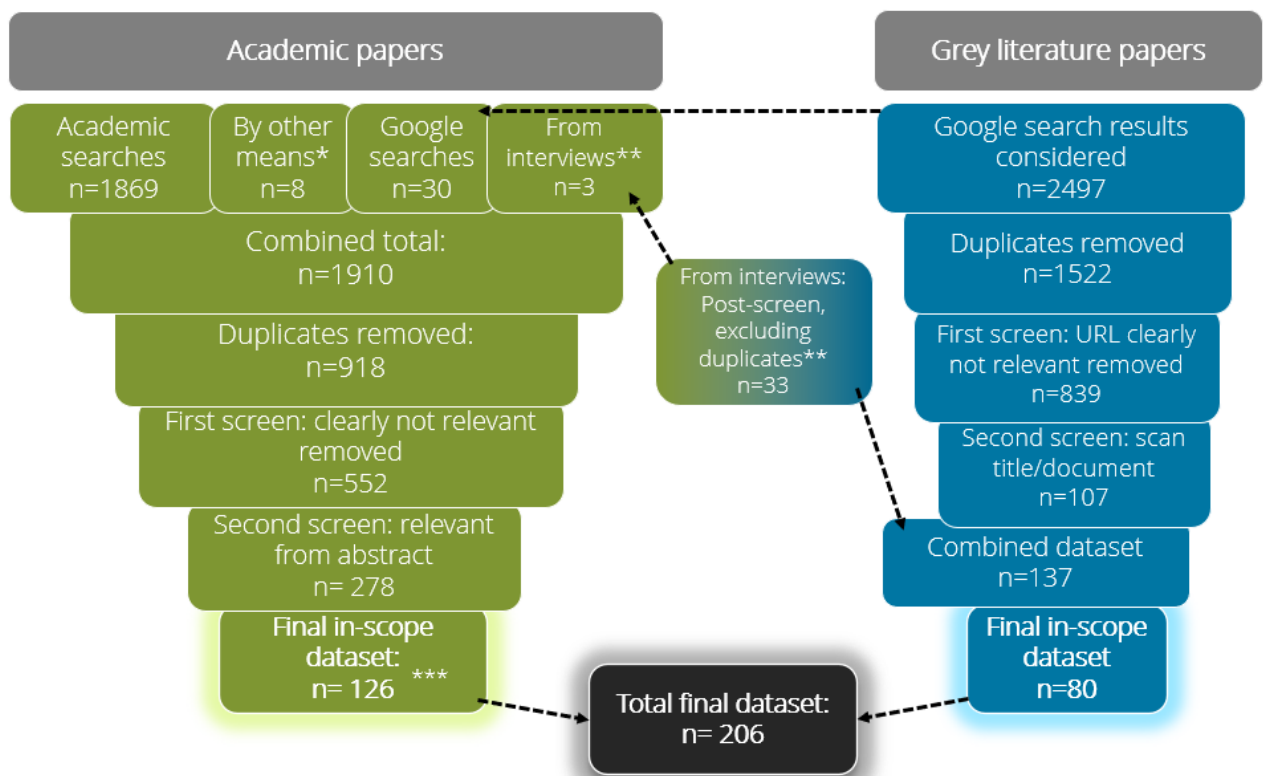 Academic papers
Grey literature papers
Academic
searches
n=1869
By other
means*
n=8
Google
searches
n=30
From
interviews**
n=3
Combined total:
n=1910
Duplicates removed:
n=918
First screen: clearly not relevant
removed
n=552
Second screen: relevant
from abstract
n= 278
Final in-scope
dataset:
n= 126 ***
From interviews:
Post-screen,
excluding
duplicates**
n=33
Google search results
considered
n=2497
Duplicates removed
n=1522
First screen: URL clearly
not relevant removed
n=839
Second screen: scan
title/document
n=107
Combined dataset
n=137
Final in-scope
dataset
n=80
Total final dataset:
n= 206